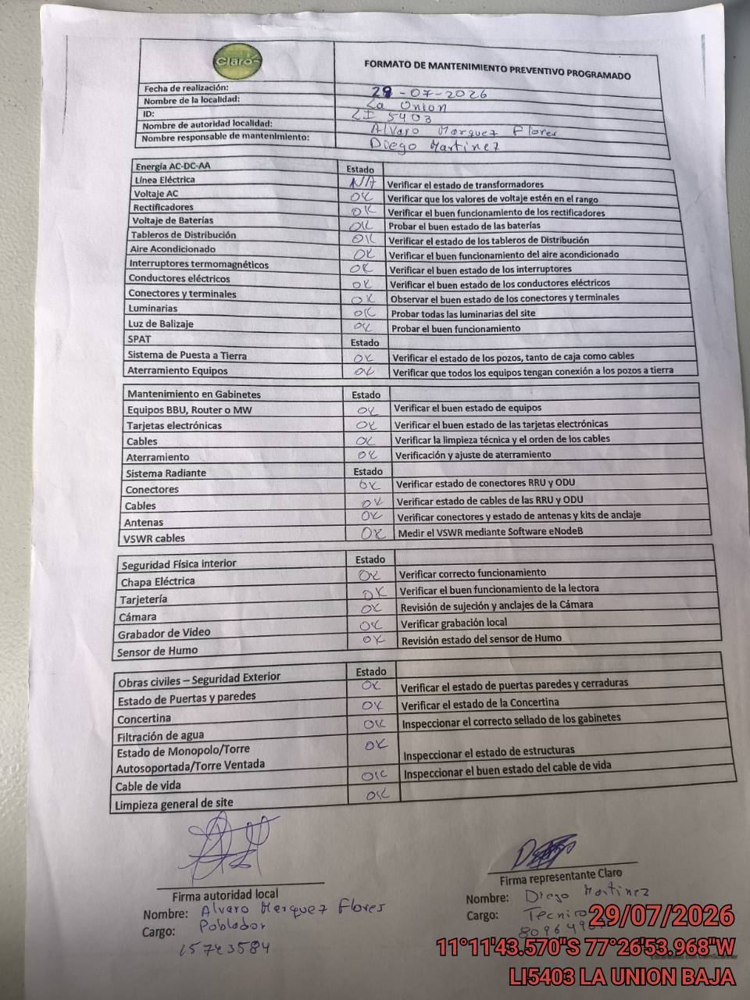 Claro
FORMATO DE MANTENIMIENTO PREVENTIVO PROGRAMADO
Fecha de realización: 29-07-2026
Nombre de la localidad: La Union
ID: LI 5403
Nombre de autoridad localidad: Alvaro Marquez Flores
Nombre responsable de mantenimiento: Diego Martinez
Energía AC-DC-AA Estado
Línea Eléctrica N/A Verificar el estado de transformadores
Voltaje AC OK Verificar que los valores de voltaje estén en el rango
Rectificadores OK Verificar el buen funcionamiento de los rectificadores
Voltaje de Baterías OK Probar el buen estado de las baterías
Tableros de Distribución OK Verificar el estado de los tableros de Distribución
Aire Acondicionado OK Verificar el buen funcionamiento del aire acondicionado
Interruptores termomagnéticos OK Verificar el buen estado de los interruptores
Conductores eléctricos OK Verificar el buen estado de los conductores eléctricos
Conectores y terminales OK Observar el buen estado de los conectores y terminales
Luminarias OK Probar todas las luminarias del site
Luz de Balizaje OK Probar el buen funcionamiento
SPAT Estado
Sistema de Puesta a Tierra OK Verificar el estado de los pozos, tanto de caja como cables
Aterramiento Equipos OK Verificar que todos los equipos tengan conexión a los pozos a tierra
Mantenimiento en Gabinetes Estado
Equipos BBU, Router o MW OK Verificar el buen estado de equipos
Tarjetas electrónicas OK Verificar el buen estado de las tarjetas electrónicas
Cables OK Verificar la limpieza técnica y el orden de los cables
Aterramiento OK Verificación y ajuste de aterramiento
Sistema Radiante Estado
Conectores OK Verificar estado de conectores RRU y ODU
Cables OK Verificar estado de cables de las RRU y ODU
Antenas OK Verificar conectores y estado de antenas y kits de anclaje
VSWR cables OK Medir el VSWR mediante Software eNodeB
Seguridad Física interior Estado
Chapa Eléctrica OK Verificar correcto funcionamiento
Tarjetería OK Verificar el buen funcionamiento de la lectora
Cámara OK Revisión de sujeción y anclajes de la Cámara
Grabador de Video OK Verificar grabación local
Sensor de Humo OK Revisión estado del sensor de Humo
Obras civiles – Seguridad Exterior Estado
Estado de Puertas y paredes OK Verificar el estado de puertas paredes y cerraduras
Concertina OK Verificar el estado de la Concertina
Filtración de agua OK Inspeccionar el correcto sellado de los gabinetes
Estado de Monopolo/Torre
Autosoportada/Torre Ventada OK Inspeccionar el estado de estructuras
Cable de vida OK Inspeccionar el buen estado del cable de vida
Limpieza general de site OK
Firma autoridad local
Nombre: Alvaro Merquez Flores
Cargo: Poblador
15743584
Firma representante Claro
Nombre: Diego Martinez
Cargo:
29/07/2026
11°11'43.570"S 77°26'53.968"W
LI5403 LA UNION BAJA